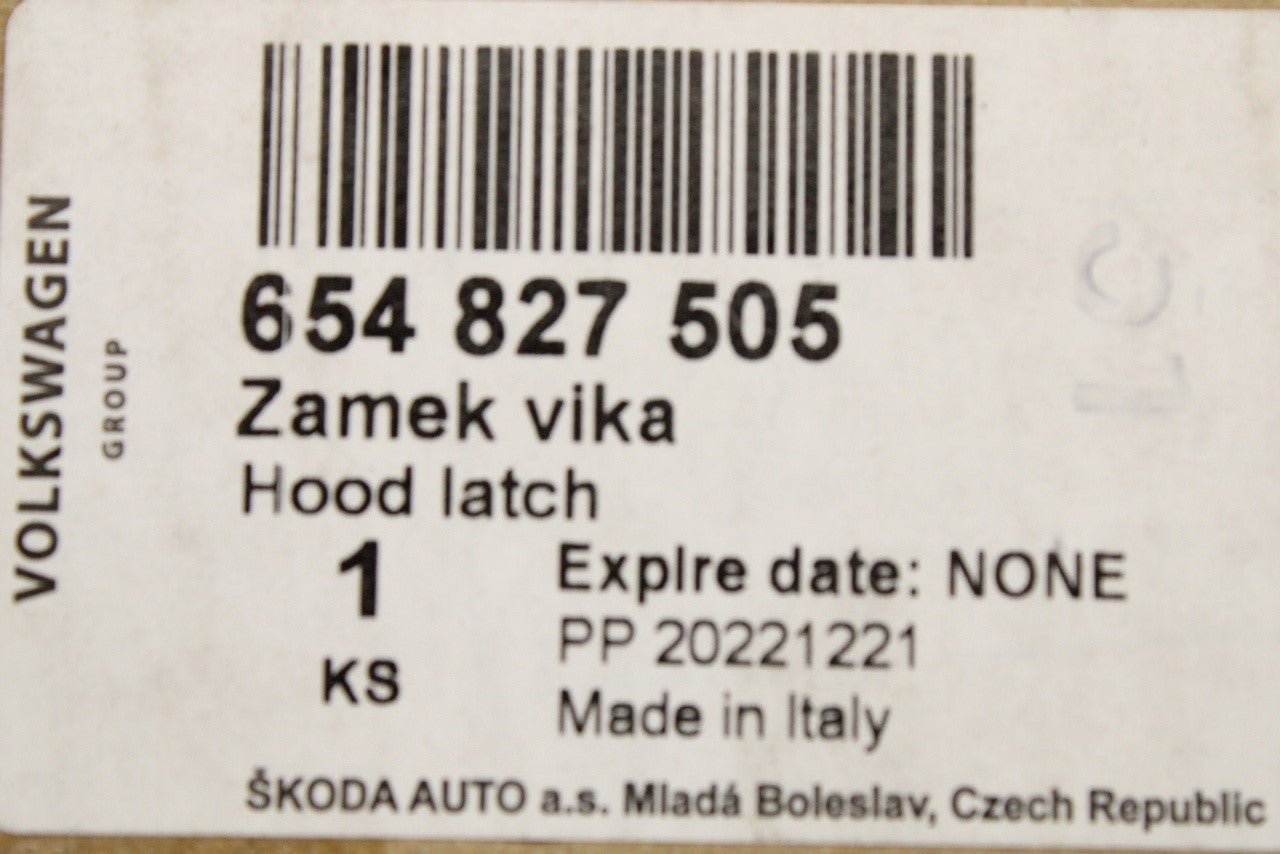 VOLKSWAGEN
GROUP
654 827 505
Zamek vika
Hood latch
1
KS
Expire date: NONE
PP 20221221
Made in Italy
ŠKODA AUTO a.s. Mladá Boleslav, Czech Republic